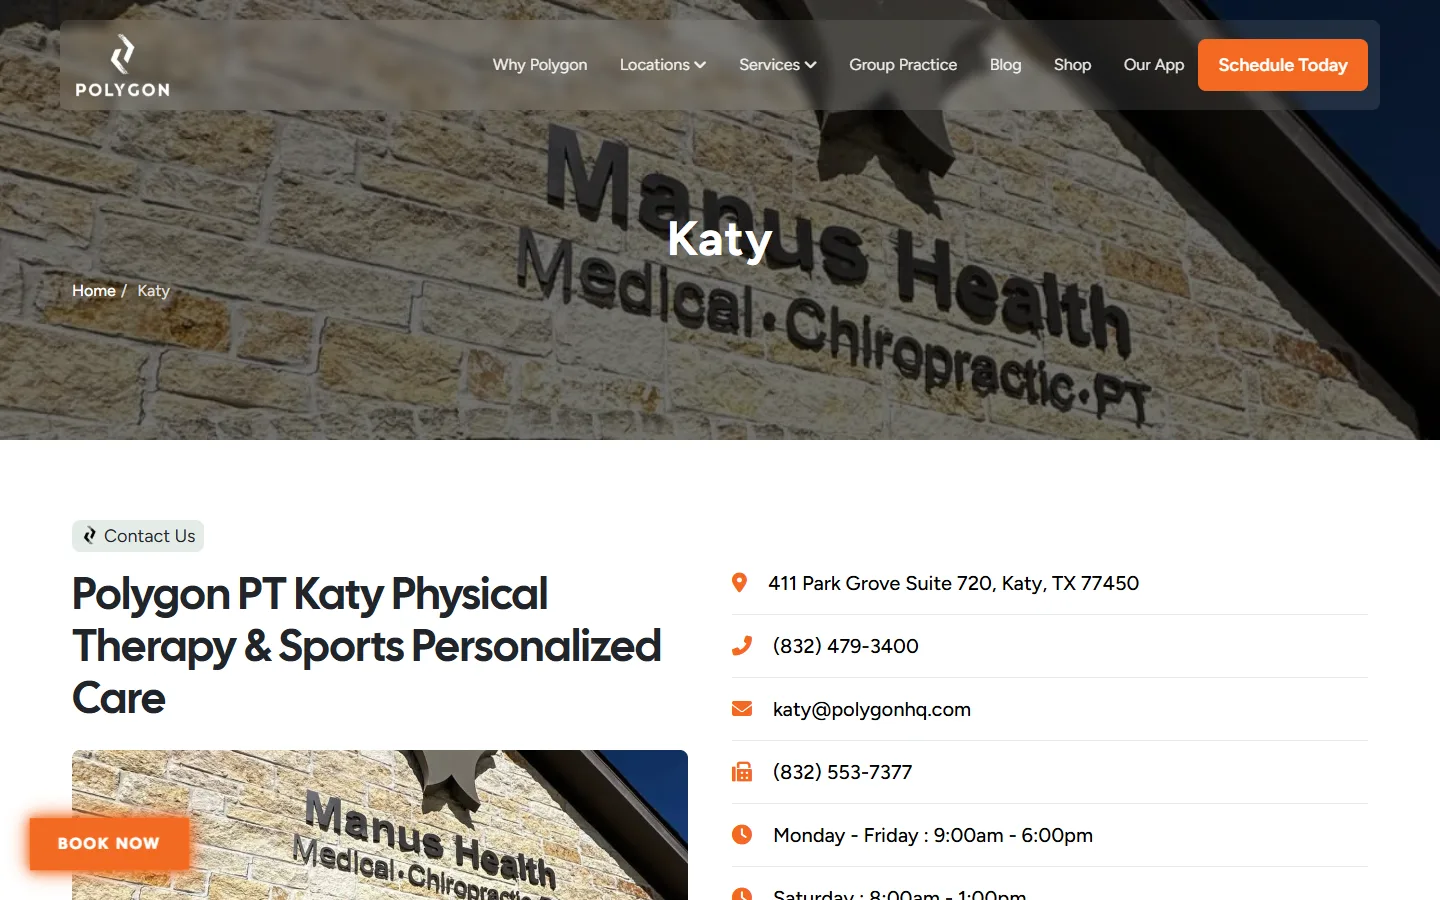 POLYGON
Why Polygon
Locations
Services
Group Practice
Blog
Shop
Our App
Schedule Today
Manus Health
Medical•Chiropractic•PT
Katy
Home / Katy
Contact Us
Polygon PT Katy Physical
Therapy & Sports Personalized
Care
Manus Health
Medical•Chiropractic
411 Park Grove Suite 720, Katy, TX 77450
(832) 479-3400
katy@polygonhq.com
(832) 553-7377
Monday - Friday : 9:00am - 6:00pm
Saturday : 8:00am - 1:00pm
BOOK NOW